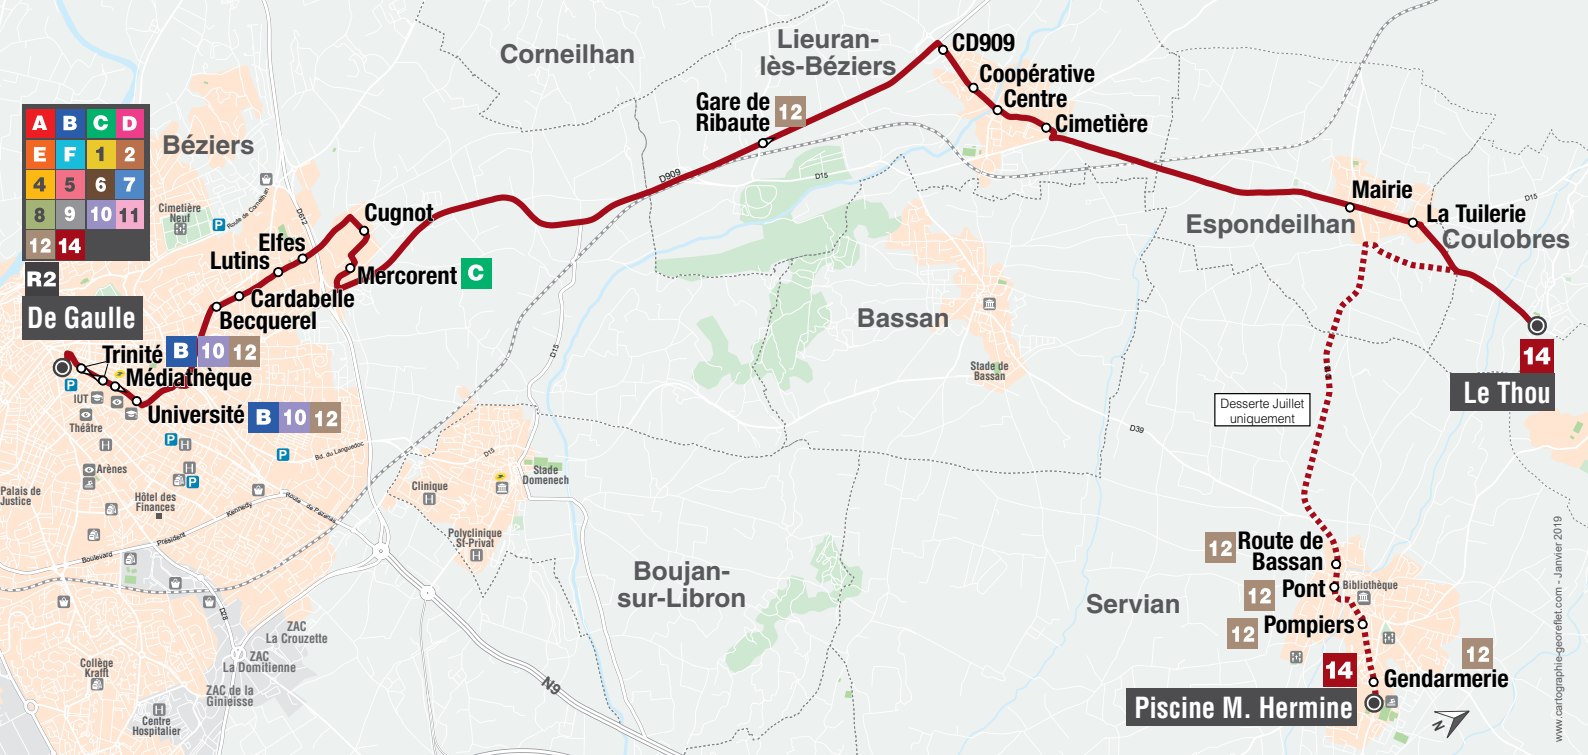 Corneilhan
Lieuran-
lès-Béziers
CD909
Coopérative
Centre
Cimetière
Gare de
Ribaute
12
D909
D15
A B C D
E F 1 2
4 5 6 7
8 9 10 11
12 14
R2
De Gaulle
Béziers
Cimetière
Neuf
P
Route de Corneilhan
D612
Cugnot
Elfes
Lutins
Mercorent C
Cardabelle
Becquerel
Trinité B 10 12
Médiathèque
Université B 10 12
P
IUT
Théâtre
P H
H
P
Bd. du Languedoc
Arènes
H
P
Palais de
Justice
Hôtel des
Finances
Kennedy
Président
Boulevard
Route de Pézenas
D15
D15
Clinique
H
Stade
Domenech
Polyclinique
St-Privat
H
Bassan
Stade de
Bassan
Espondeilhan
Mairie
La Tuilerie
Coulobres
D15
14
Le Thou
Desserte Juillet
uniquement
D39
Boujan-
sur-Libron
Servian
12 Route de
Bassan
12 Pont
Bibliothèque
12 Pompiers
14
12
Gendarmerie
Piscine M. Hermine
N
N9
D28
ZAC
La Crouzette
ZAC
La Domitienne
ZAC de la
Ginieisse
Collège
Krafft
H
Centre
Hospitalier
www.cartographie-georeflet.com - Janvier 2019